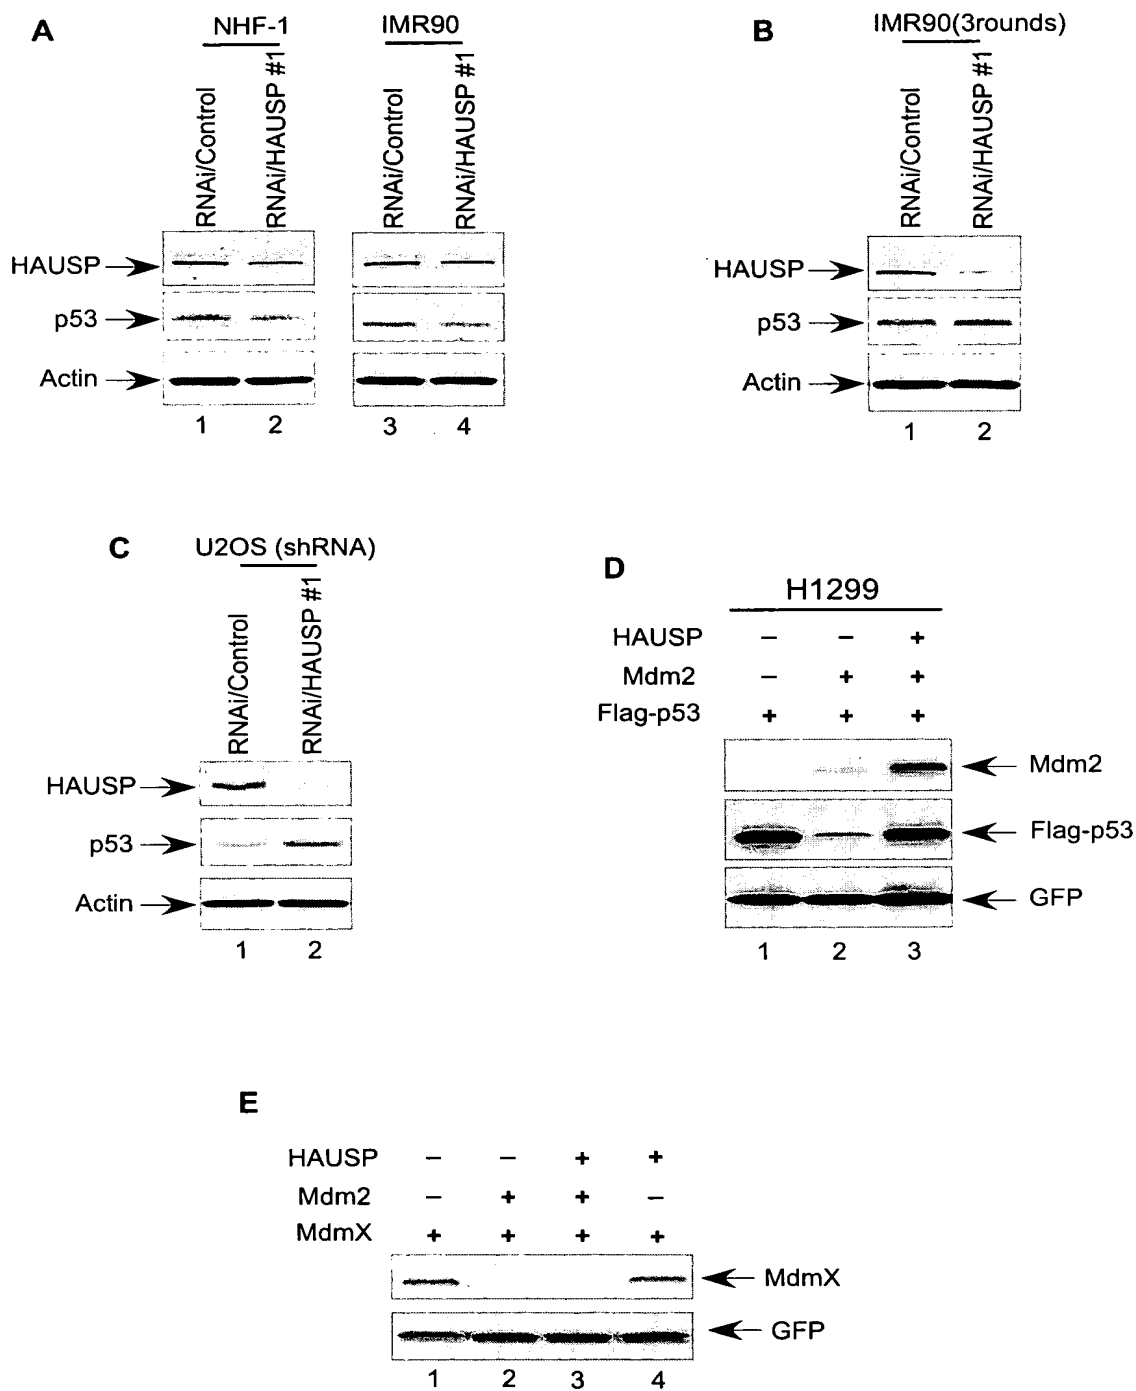 A
NHF-1
IMR90
RNAi/Control
RNAi/HAUSP #1
RNAi/Control
RNAi/HAUSP #1
HAUSP
p53
Actin
1 2
3 4
B
IMR90(3rounds)
RNAi/Control
RNAi/HAUSP #1
HAUSP
p53
Actin
1 2
C
U2OS (shRNA)
RNAi/Control
RNAi/HAUSP #1
HAUSP
p53
Actin
1 2
D
H1299
HAUSP – – +
Mdm2 – + +
Flag-p53 + + +
Mdm2
Flag-p53
GFP
1 2 3
E
HAUSP – – + +
Mdm2 – + + –
MdmX + + + +
MdmX
GFP
1 2 3 4